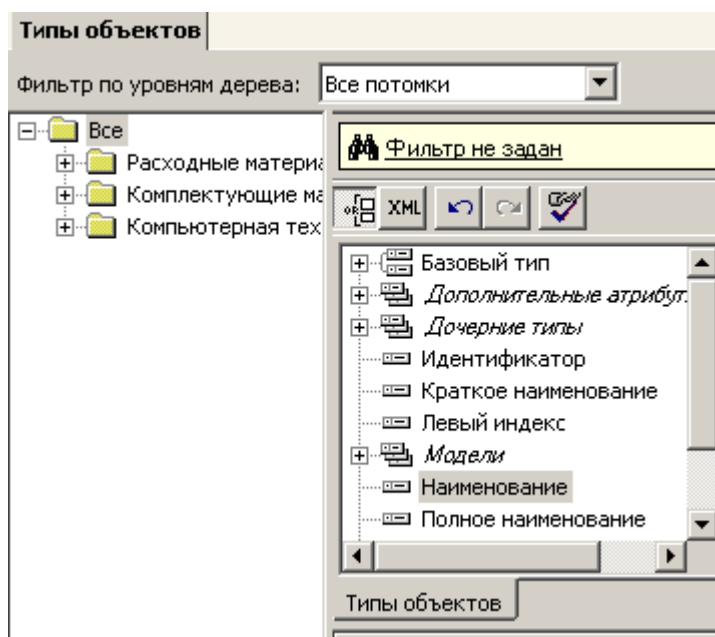 Типы объектов
Фильтр по уровням дерева: Все потомки
Все
Расходные материа
Комплектующие ма
Компьютерная тех
Фильтр не задан
OR XML
Базовый тип
Дополнительные атрибут
Дочерние типы
Идентификатор
Краткое наименование
Левый индекс
Модели
Наименование
Полное наименование
Типы объектов